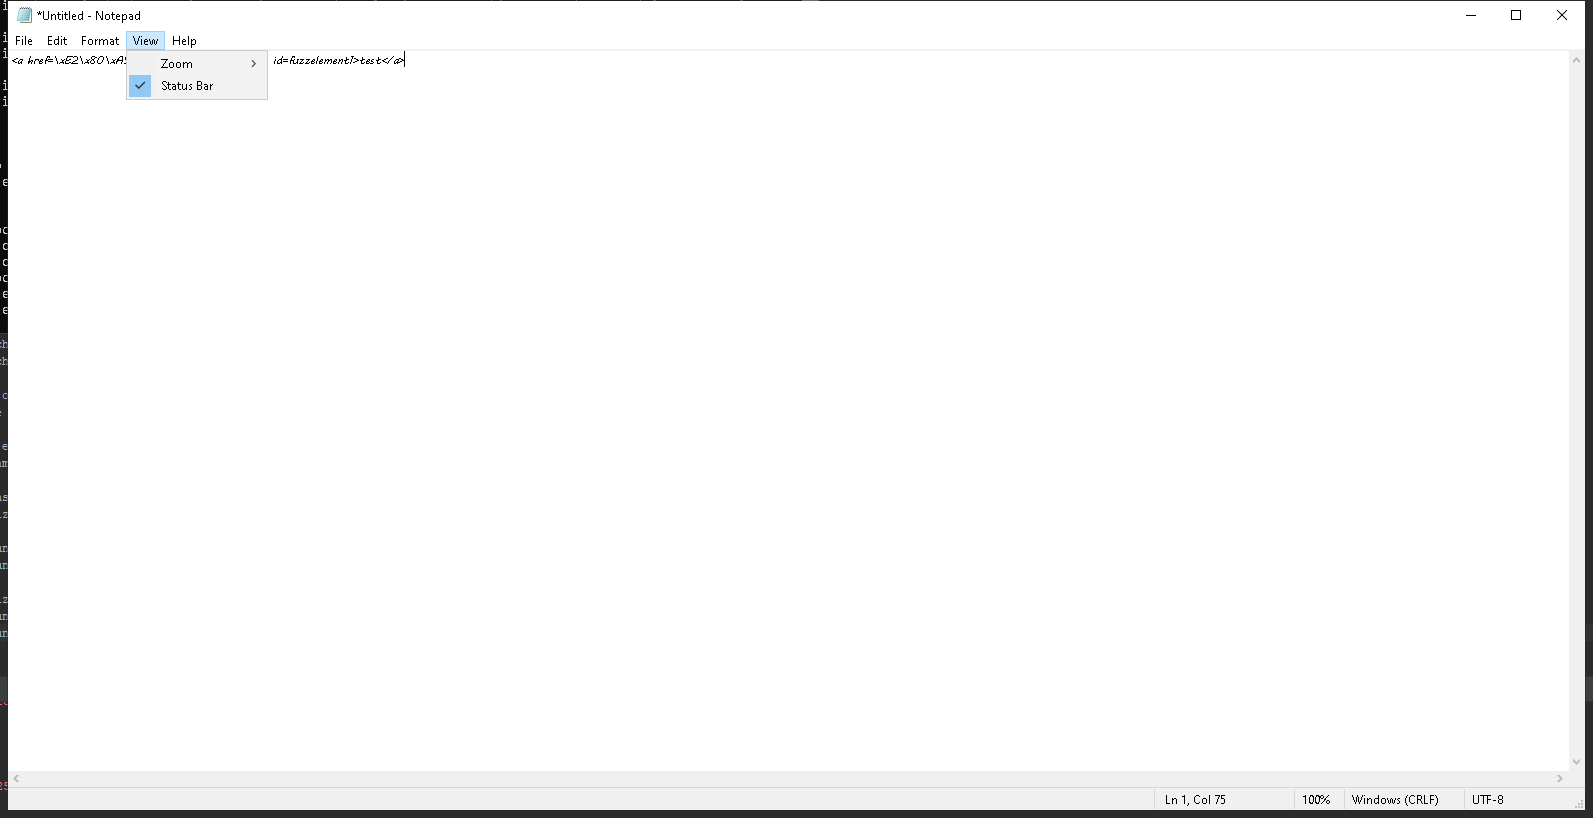 *Untitled - Notepad
File Edit Format View Help
<a href=\xE2\x80\xA
id=fuzzelement1>test</a>
Zoom
Status Bar
Ln 1, Col 75
100%
Windows (CRLF)
UTF-8